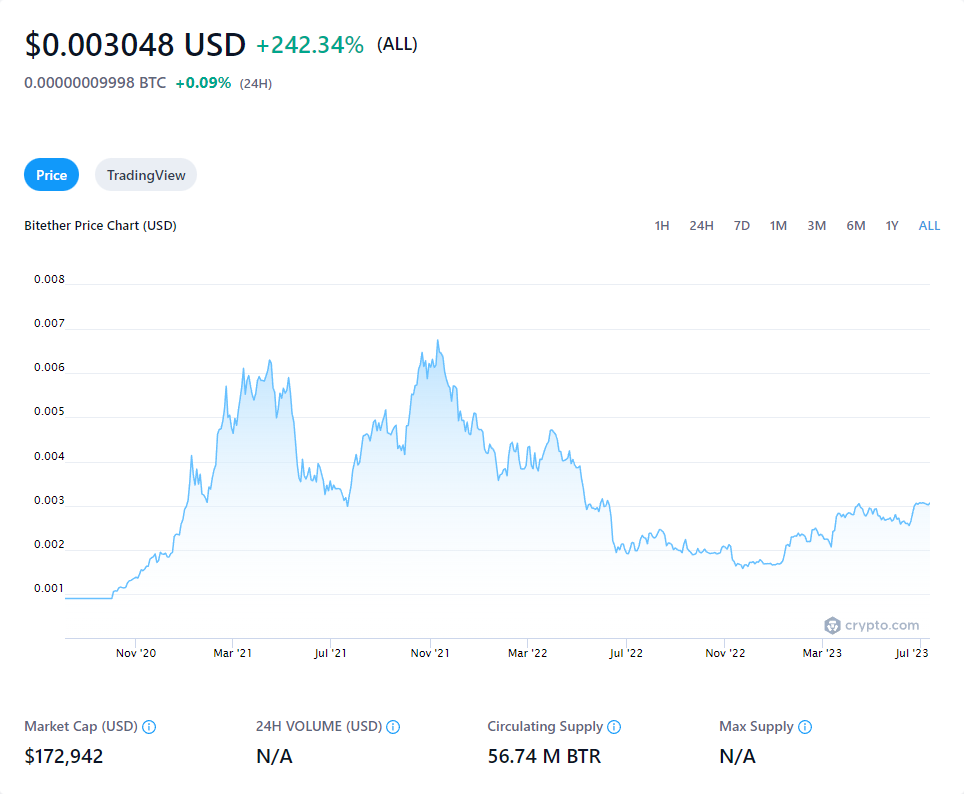 $0.003048 USD +242.34% (ALL)
0.00000009998 BTC +0.09% (24H)
Price TradingView
Bitether Price Chart (USD) 1H 24H 7D 1M 3M 6M 1Y ALL
0.008
0.007
0.006
0.005
0.004
0.003
0.002
0.001
crypto.com
Nov '20 Mar '21 Jul '21 Nov '21 Mar '22 Jul '22 Nov '22 Mar '23 Jul '23
Market Cap (USD) 24H VOLUME (USD) Circulating Supply Max Supply
$172,942 N/A 56.74 M BTR N/A